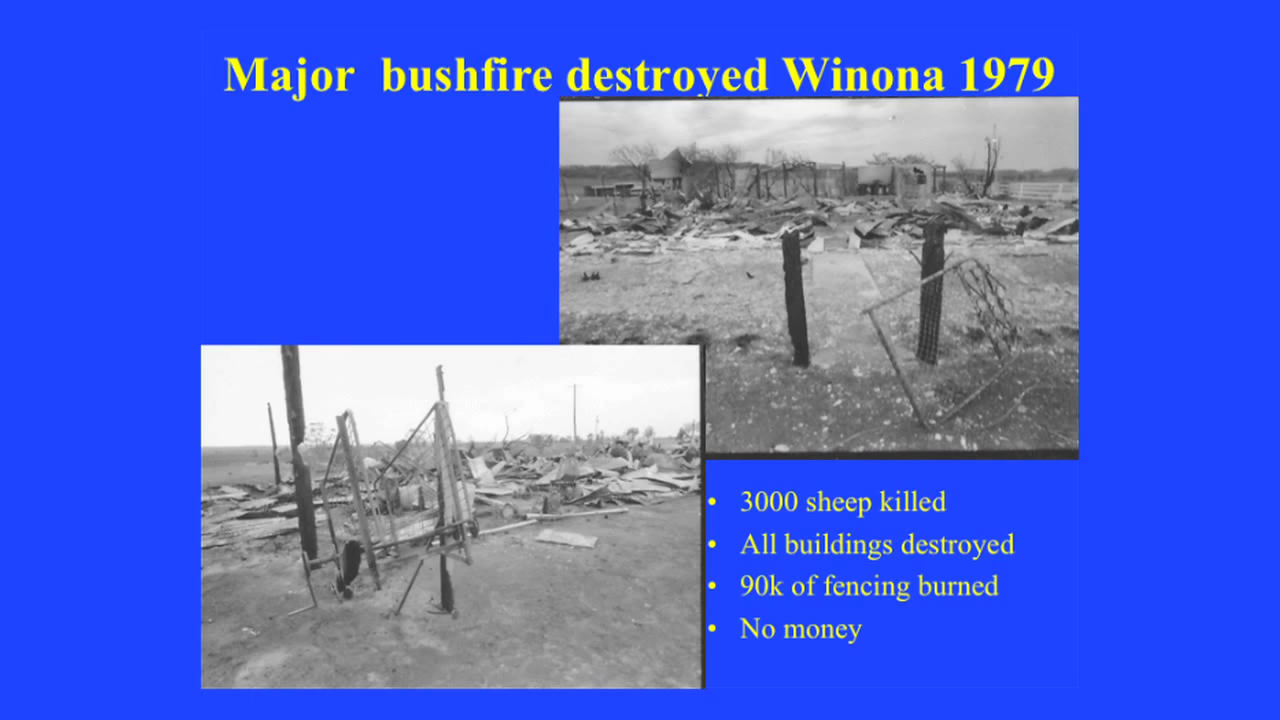 Major  bushfire destroyed Winona 1979
• 3000 sheep killed
• All buildings destroyed
• 90k of fencing burned
• No money